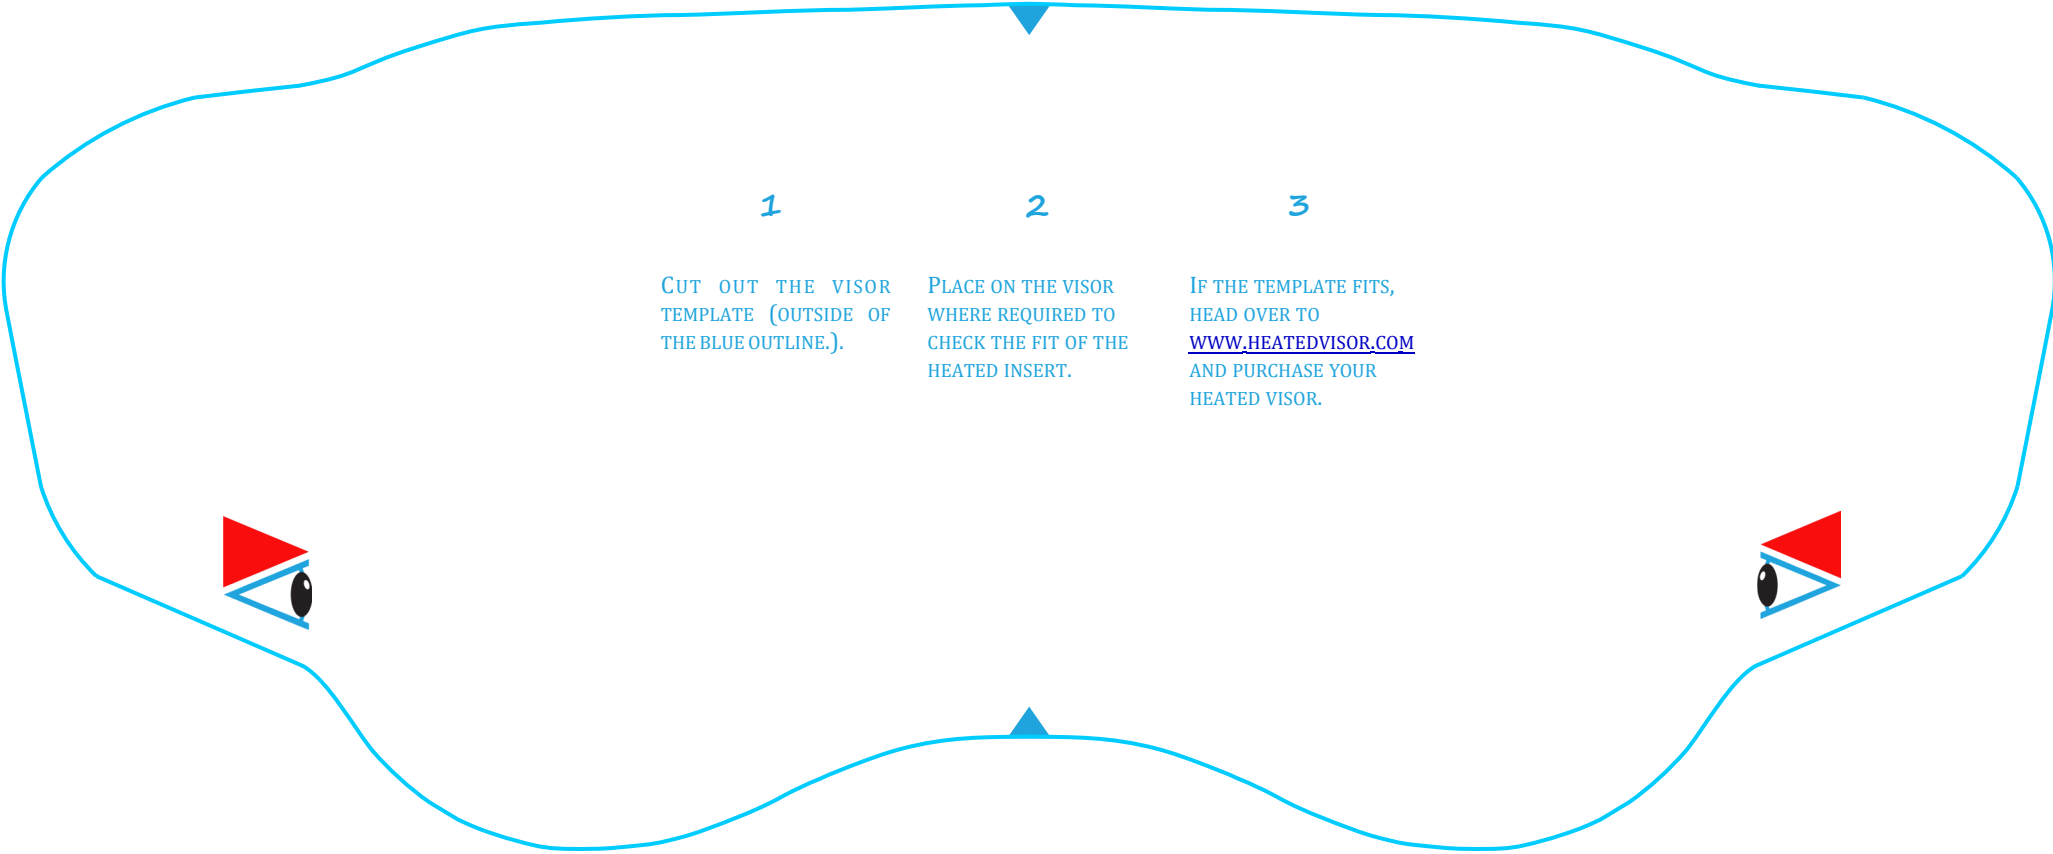 1
CUT OUT THE VISOR
TEMPLATE (OUTSIDE OF
THE BLUE OUTLINE.).
2
PLACE ON THE VISOR
WHERE REQUIRED TO
CHECK THE FIT OF THE
HEATED INSERT.
3
IF THE TEMPLATE FITS,
HEAD OVER TO
WWW.HEATEDVISOR.COM
AND PURCHASE YOUR
HEATED VISOR.